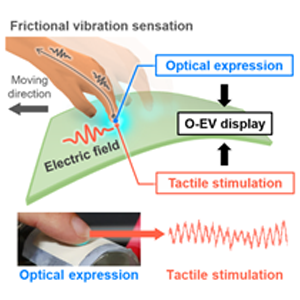 Frictional vibration sensation
Moving
direction
Optical expression
O-EV display
Electric field
Tactile stimulation
Optical expression
Tactile stimulation